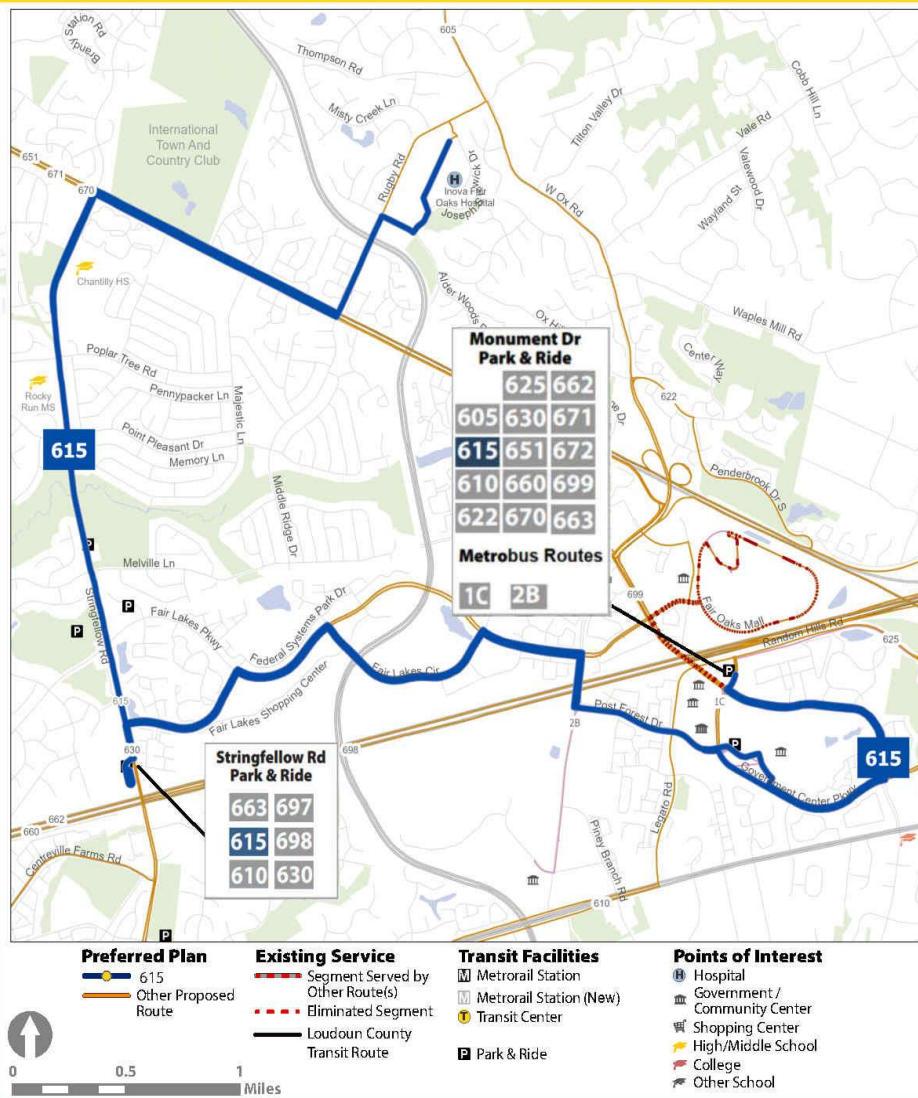 605
Station Rd
Brandy
Thompson Rd
Misty Creek Ln
International
Town And
Country Club
Tilton Valley Dr
Cobb Hill Ln
Vale Rd
Valewood Dr
Wayland St
W Ox Rd
Rugby Rd
H
Inova Fair
Oaks Hospital
651
671
670
Chantilly HS
Alder Woods
Waples Mill Rd
Center Way
622
Poplar Tree Rd
Pennypacker Ln
Majestic Ln
Rocky
Run MS
Point Pleasant Dr
Memory Ln
Middle Ridge Dr
615
Monument Dr
Park & Ride
625 662
605 630 671
615 651 672
610 660 699
622 670 663
Metrobus Routes
1C 2B
Penderbrook Dr S
P
Melville Ln
P
P
Stringfellow Rd
Fair Lakes Pkwy
Federal Systems Park Dr
Fair Lakes Cir
Fair Lakes Shopping Center
699
Fair Oaks Mall
Random Hills Rd
625
P
1C
615
630
2B
Post Forest Dr
P
Government Center Pkwy
615
698
Stringfellow Rd
Park & Ride
663 697
615 698
610 630
662
660
Centreville Farms Rd
Legato Rd
Piney Branch Rd
610
P
Preferred Plan
615
Other Proposed
Route
Existing Service
Segment Served by
Other Route(s)
Eliminated Segment
Loudoun County
Transit Route
Transit Facilities
M Metrorail Station
M Metrorail Station (New)
T Transit Center
P Park & Ride
Points of Interest
H Hospital
Government /
Community Center
Shopping Center
High/Middle School
College
Other School
0 0.5 1
Miles